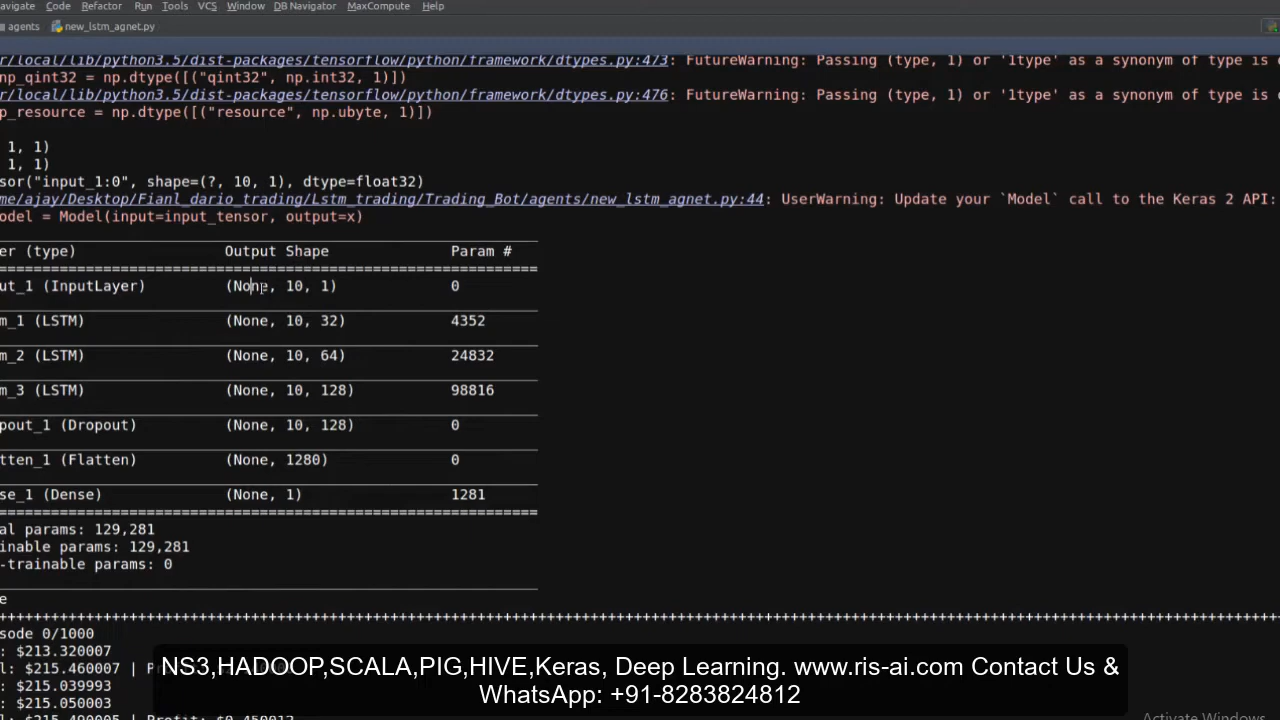 avigate Code Refactor Run Tools VCS Window DB Navigator MaxCompute Help
agents new_lstm_agnet.py
r/local/lib/python3.5/dist-packages/tensorflow/python/framework/dtypes.py:473: FutureWarning: Passing (type, 1) or '1type' as a synonym of type is
np_qint32 = np.dtype([("qint32", np.int32, 1)])
r/local/lib/python3.5/dist-packages/tensorflow/python/framework/dtypes.py:476: FutureWarning: Passing (type, 1) or '1type' as a synonym of type is
p_resource = np.dtype([("resource", np.ubyte, 1)])
1, 1)
1, 1)
sor("input_1:0", shape=(?, 10, 1), dtype=float32)
me/ajay/Desktop/Fianl_dario_trading/Lstm_trading/Trading_Bot/agents/new_lstm_agnet.py:44: UserWarning: Update your `Model` call to the Keras 2 API:
odel = Model(input=input_tensor, output=x)
er (type) Output Shape Param #
=================================================================
ut_1 (InputLayer) (None, 10, 1) 0
m_1 (LSTM) (None, 10, 32) 4352
m_2 (LSTM) (None, 10, 64) 24832
m_3 (LSTM) (None, 10, 128) 98816
pout_1 (Dropout) (None, 10, 128) 0
tten_1 (Flatten) (None, 1280) 0
se_1 (Dense) (None, 1) 1281
=================================================================
al params: 129,281
inable params: 129,281
-trainable params: 0
e
sode 0/1000
: $213.320007
l: $215.460007 | P
: $215.039993
: $215.050003
l: $215.490005 | Profit: $0.450012
NS3,HADOOP,SCALA,PIG,HIVE,Keras, Deep Learning. www.ris-ai.com Contact Us &
WhatsApp: +91-8283824812
Activate Windows